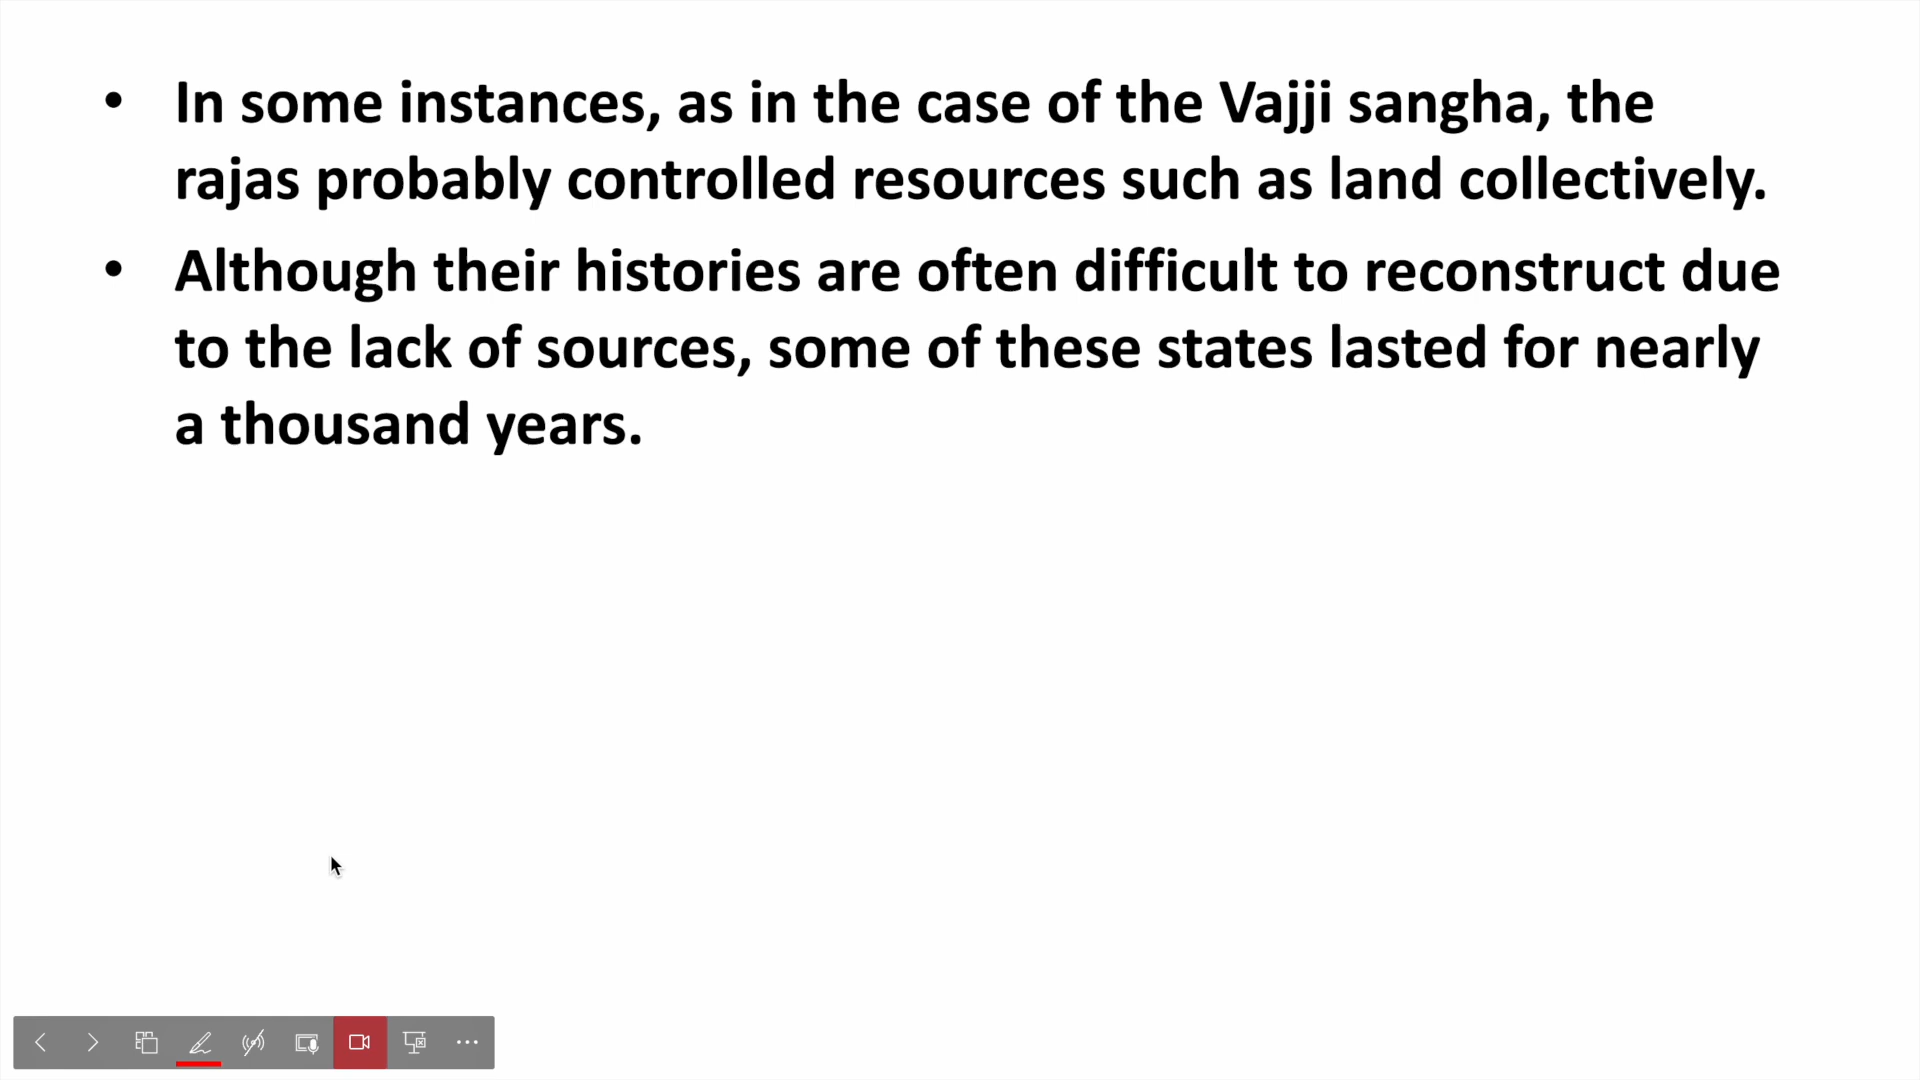 • In some instances, as in the case of the Vajji sangha, the
rajas probably controlled resources such as land collectively.
• Although their histories are often difficult to reconstruct due
to the lack of sources, some of these states lasted for nearly
a thousand years.